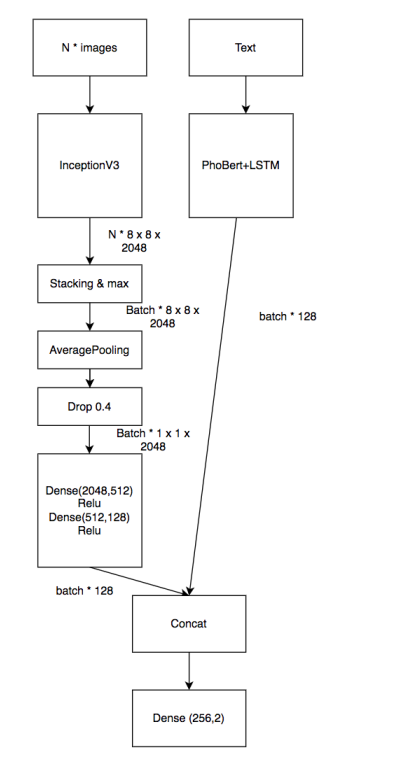 N * images
Text
InceptionV3
PhoBert+LSTM
N * 8 x 8 x
2048
Stacking & max
Batch * 8 x 8 x
2048
batch * 128
AveragePooling
Drop 0.4
Batch * 1 x 1 x
2048
Dense(2048,512)
Relu
Dense(512,128)
Relu
batch * 128
Concat
Dense (256,2)